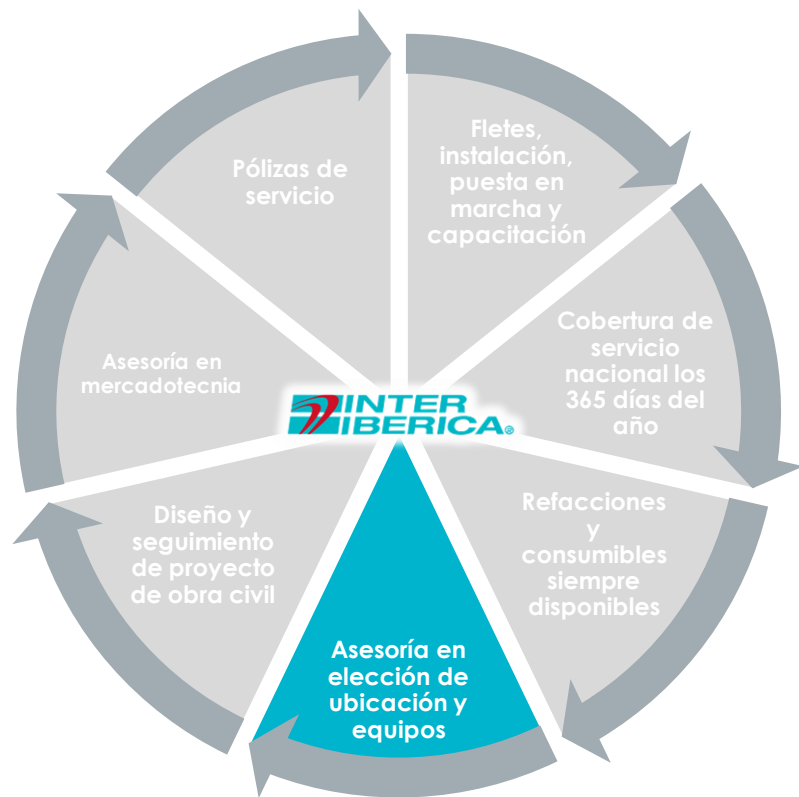 Fletes,
instalación,
puesta en
marcha y
capacitación
Cobertura de
servicio
nacional los
365 días del
año
Refacciones
y
consumibles
siempre
disponibles
Asesoría en
elección de
ubicación y
equipos
Diseño y
seguimiento
de proyecto
de obra civil
Asesoría en
mercadotecnia
Pólizas de
servicio
INTER
IBERICA®